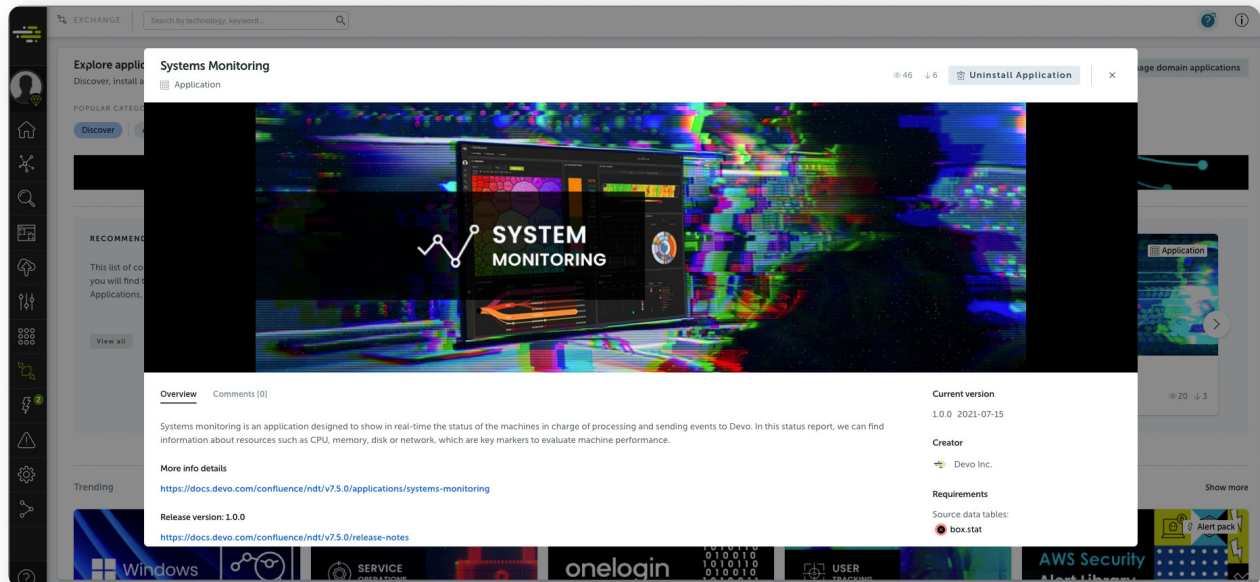 EXCHANGE
Search by technology, keyword...
Explore applic
Discover, install a
age domain applications
POPULAR CATEG
Discover
Systems Monitoring
Application
46
6
Uninstall Application
SYSTEM
MONITORING
RECOMMEND
This list of co
you will find t
Applications,
View all
Application
20
3
2
Overview
Comments [0]
Systems monitoring is an application designed to show in real-time the status of the machines in charge of processing and sending events to Devo. In this status report, we can find
information about resources such as CPU, memory, disk or network, which are key markers to evaluate machine performance.
More info details
https://docs.devo.com/confluence/ndt/v7.5.0/applications/systems-monitoring
Release version: 1.0.0
https://docs.devo.com/confluence/ndt/v7.5.0/release-notes
Current version
1.0.0 2021-07-15
Creator
Devo Inc.
Requirements
Source data tables:
box.stat
Trending
Show more
Windows
SERVICE
OPERATIONS
onelogin
USER
TRACKING
Alert pack
AWS Security
Alert Library